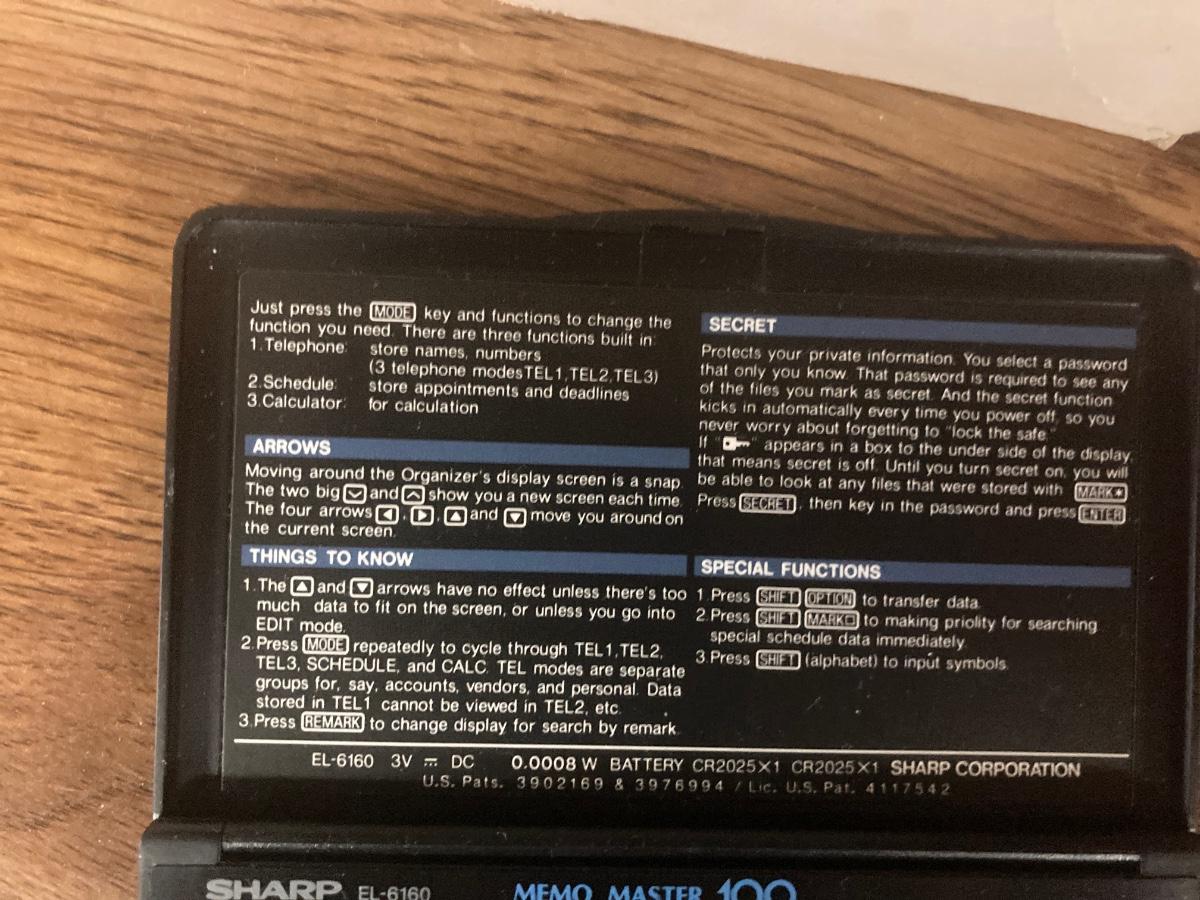 Just press the MODE key and functions to change the
function you need. There are three functions built in:
1.Telephone: store names, numbers
(3 telephone modesTEL1,TEL2,TEL3)
2.Schedule: store appointments and deadlines
3.Calculator: for calculation
ARROWS
Moving around the Organizer's display screen is a snap.
The two big and show you a new screen each time.
The four arrows ◀, ▶, ▲ and ▼ move you around on
the current screen.
THINGS TO KNOW
1.The ▲ and ▼ arrows have no effect unless there's too
much data to fit on the screen, or unless you go into
EDIT mode.
2.Press MODE repeatedly to cycle through TEL1,TEL2,
TEL3, SCHEDULE, and CALC. TEL modes are separate
groups for, say, accounts, vendors, and personal. Data
stored in TEL1 cannot be viewed in TEL2, etc.
3.Press REMARK to change display for search by remark.
SECRET
Protects your private information. You select a password
that only you know. That password is required to see any
of the files you mark as secret. And the secret function
kicks in automatically every time you power off, so you
never worry about forgetting to "lock the safe."
If " " appears in a box to the under side of the display,
that means secret is off. Until you turn secret on, you will
be able to look at any files that were stored with MARK✱.
Press SECRET, then key in the password and press ENTER.
SPECIAL FUNCTIONS
1.Press SHIFT OPTION to transfer data.
2.Press SHIFT MARK□ to making priolity for searching
special schedule data immediately.
3.Press SHIFT (alphabet) to input symbols.
EL-6160 3V ⎓ DC 0.0008 W BATTERY CR2025×1 CR2025×1 SHARP CORPORATION
U.S. Pats. 3902169 & 3976994 / Lic. U.S. Pat. 4117542
SHARP EL-6160 MEMO MASTER 100